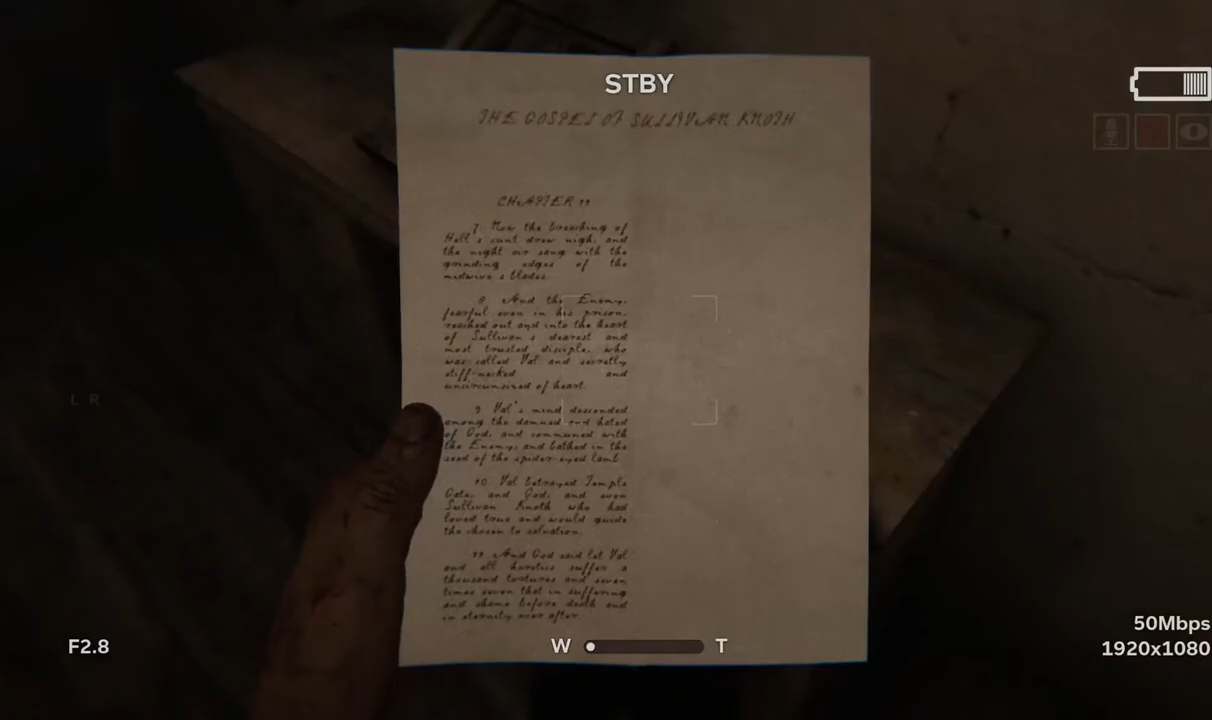 STBY
THE GOSPEL OF SULLIVAN KNOTH
CHAPTER 11
7. Now the breaching of
Hell's cunt drew nigh, and
the night air sang with the
grinding edges of the
midwive's blades.
8. And the Enemy,
fearful even in his prison,
reached out and into the heart
of Sullivan's dearest and
most trusted disciple, who
was called Val and secretly
stiff-necked and
uncircumsized of heart.
9. Val's mind descended
among the damned and hated
of God, and communed with
the Enemy, and bathed in the
seed of the spider-eyed lamb.
10. Val betrayed Temple
Gate, and God, and even
Sullivan Knoth who had
loved true and would guide
the chosen to salvation.
11. And God said let Val
and all heretics suffer a
thousand tortures and seven
times seven that in suffering
and shame before death and
in eternity ever after.
L R
F2.8
W T
50Mbps
1920x1080